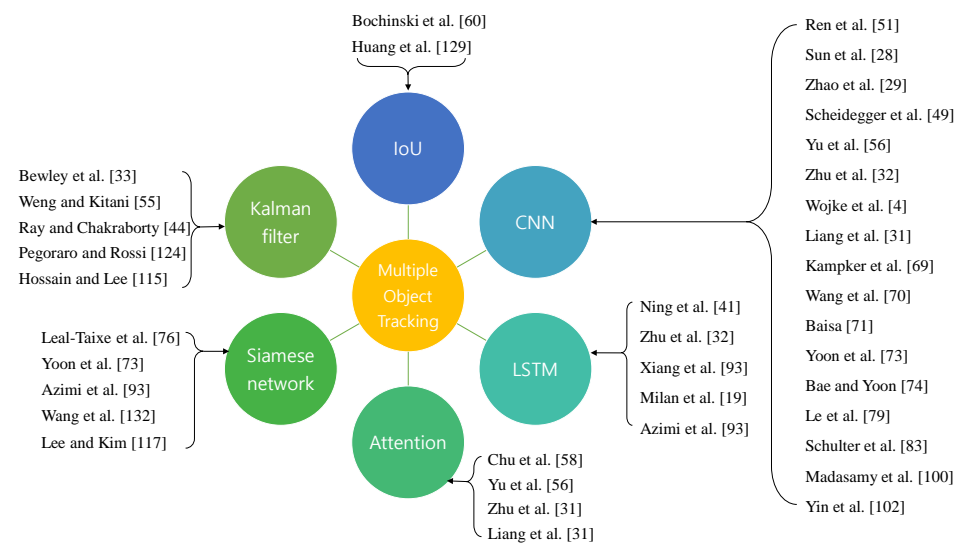 Bochinski et al. [60]
Huang et al. [129]
IoU
Bewley et al. [33]
Weng and Kitani [55]
Ray and Chakraborty [44]
Pegoraro and Rossi [124]
Hossain and Lee [115]
Kalman
filter
CNN
Ren et al. [51]
Sun et al. [28]
Zhao et al. [29]
Scheidegger et al. [49]
Yu et al. [56]
Zhu et al. [32]
Wojke et al. [4]
Liang et al. [31]
Kampker et al. [69]
Wang et al. [70]
Baisa [71]
Yoon et al. [73]
Bae and Yoon [74]
Le et al. [79]
Schulter et al. [83]
Madasamy et al. [100]
Yin et al. [102]
Multiple
Object
Tracking
Leal-Taixe et al. [76]
Yoon et al. [73]
Azimi et al. [93]
Wang et al. [132]
Lee and Kim [117]
Siamese
network
LSTM
Ning et al. [41]
Zhu et al. [32]
Xiang et al. [93]
Milan et al. [19]
Azimi et al. [93]
Attention
Chu et al. [58]
Yu et al. [56]
Zhu et al. [31]
Liang et al. [31]